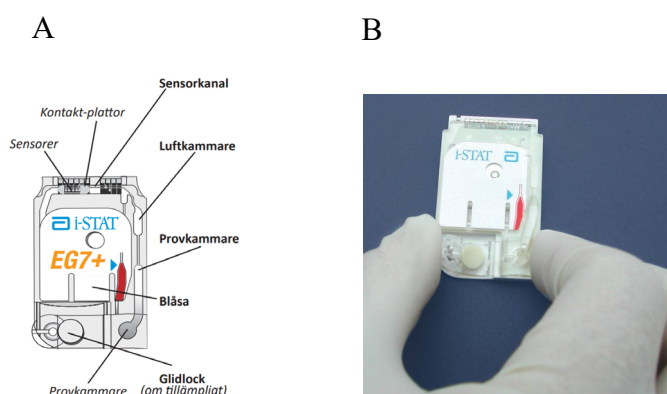 A
B
Sensorkanal
Kontakt-plattor
Sensorer
Luftkammare
i-STAT
EG7+
Provkammare
Blåsa
Glidlock
Provkammare (om tillämpligt)
i-STAT